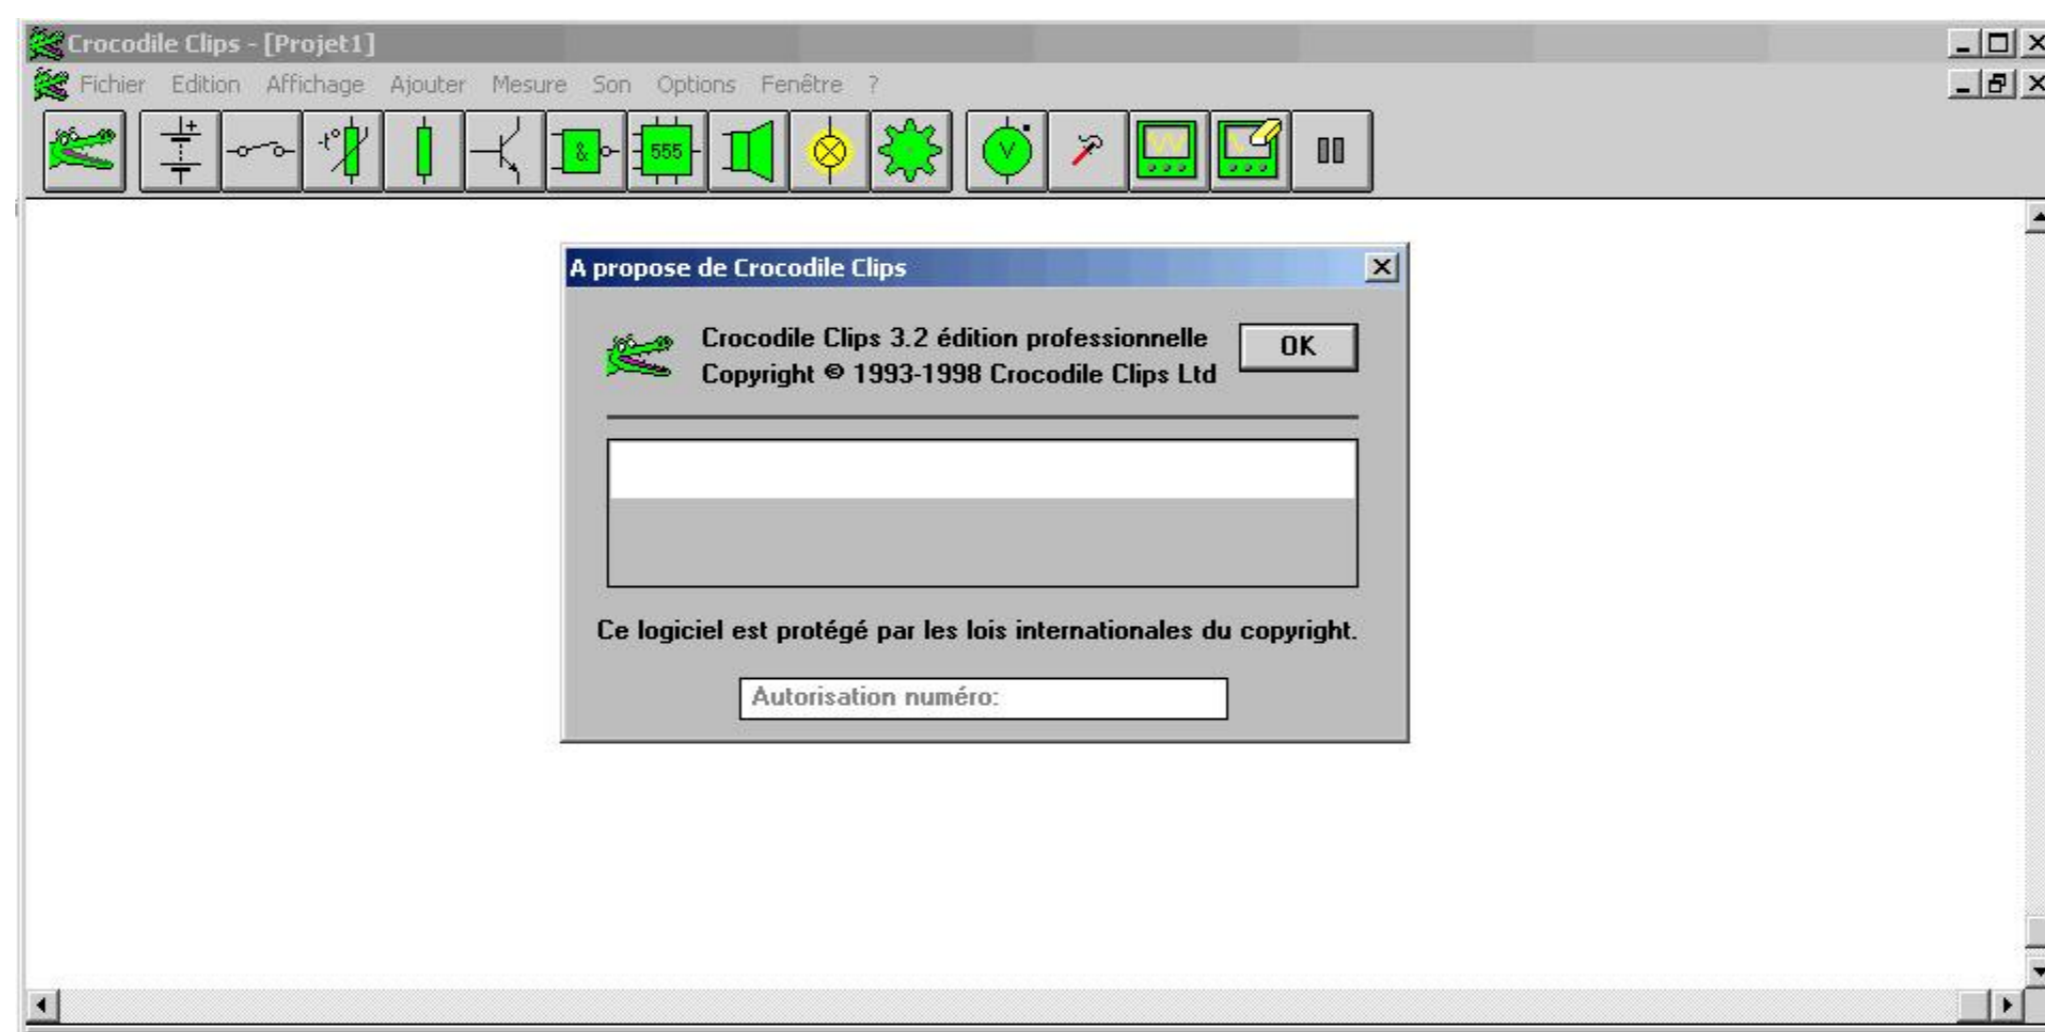 Crocodile Clips - [Projet1]
Fichier Edition Affichage Ajouter Mesure Son Options Fenêtre ?
-t° & 555 V
A propose de Crocodile Clips
Crocodile Clips 3.2 édition professionnelle
OK
Copyright © 1993-1998 Crocodile Clips Ltd
Ce logiciel est protégé par les lois internationales du copyright.
Autorisation numéro: